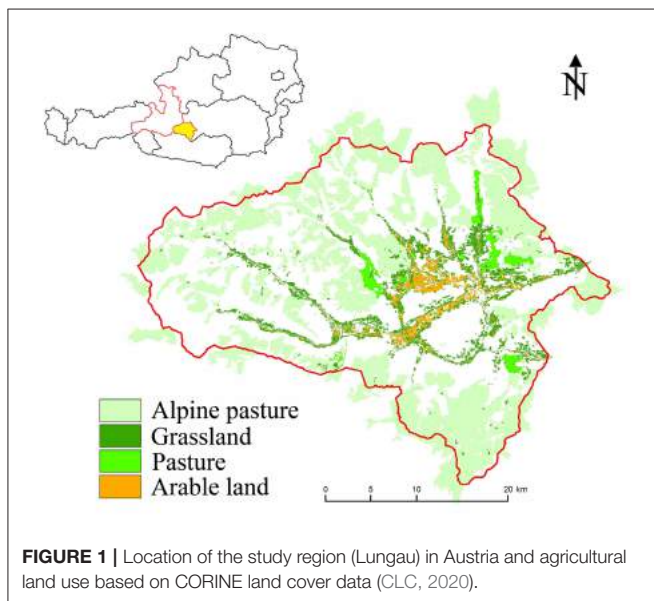 N
Alpine pasture
Grassland
Pasture
Arable land
0 5 10 20 km
FIGURE 1 | Location of the study region (Lungau) in Austria and agricultural
land use based on CORINE land cover data (CLC, 2020).